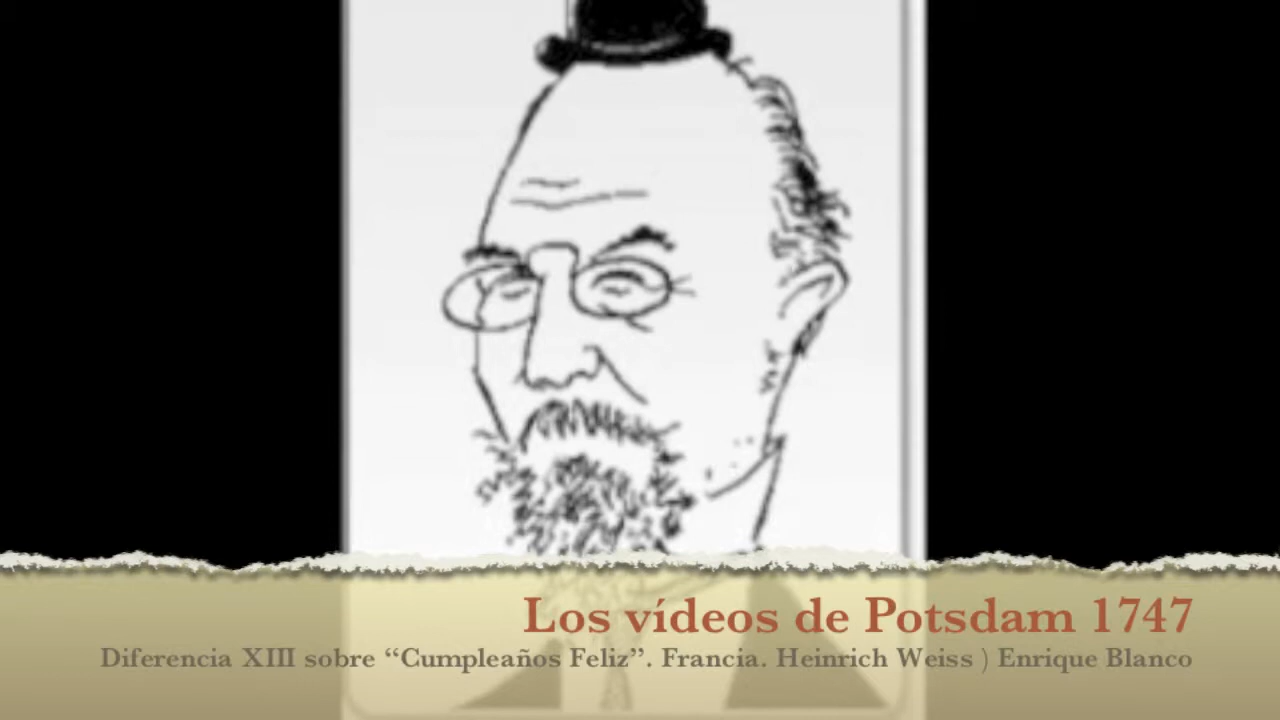 Los vídeos de Potsdam 1747
Diferencia XIII sobre “Cumpleaños Feliz”. Francia. Heinrich Weiss ) Enrique Blanco